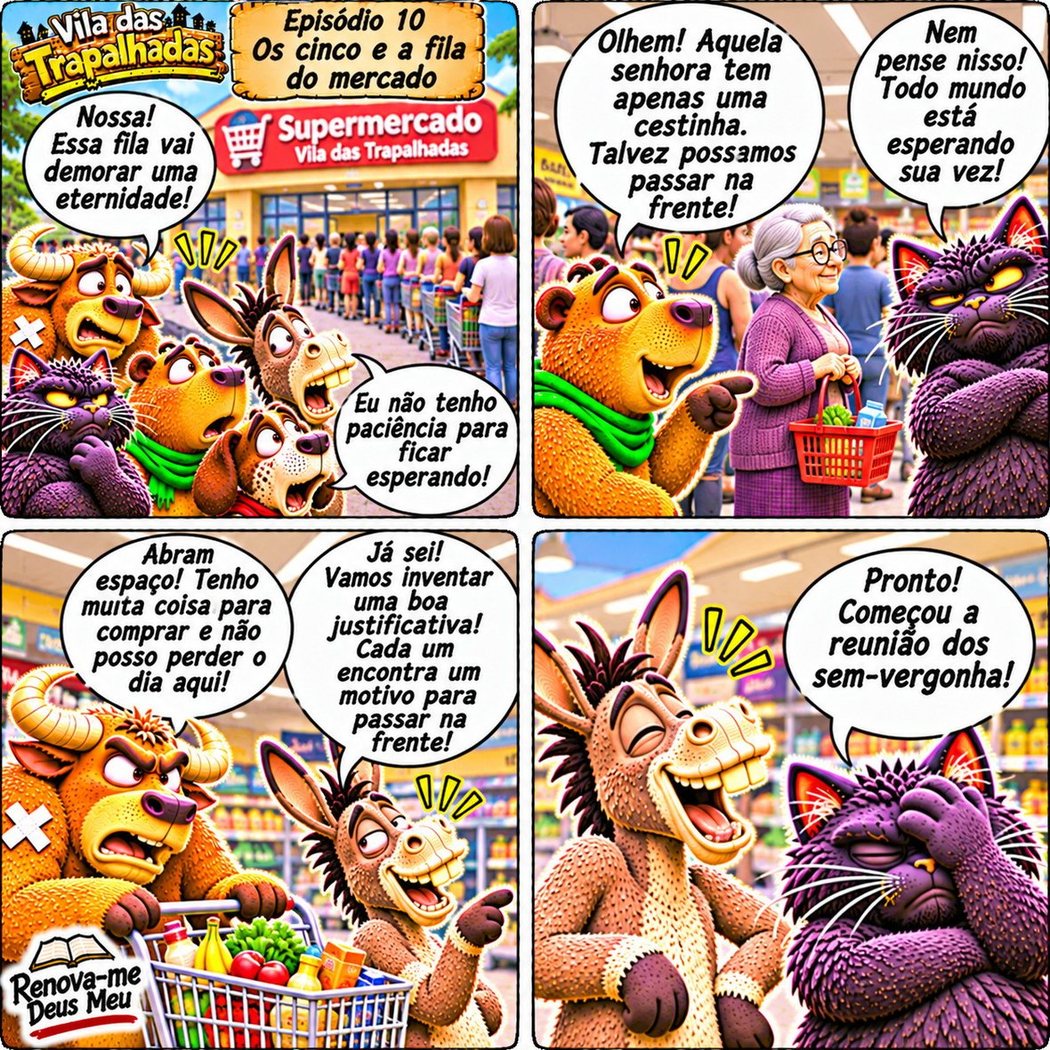 Vila das
Trapalhadas
Episódio 10
Os cinco e a fila
do mercado
Nossa!
Essa fila vai
demorar uma
eternidade!
Supermercado
Vila das Trapalhadas
Eu não tenho
paciência para
ficar
esperando!
Olhem! Aquela
senhora tem
apenas uma
cestinha.
Talvez possamos
passar na
frente!
Nem
pense nisso!
Todo mundo
está
esperando
sua vez!
Abram
espaço! Tenho
muita coisa para
comprar e não
posso perder o
dia aqui!
Já sei!
Vamos inventar
uma boa
justificativa!
Cada um
encontra um
motivo para
passar na
frente!
Renova-me
Deus Meu
Pronto!
Começou a
reunião dos
sem-vergonha!